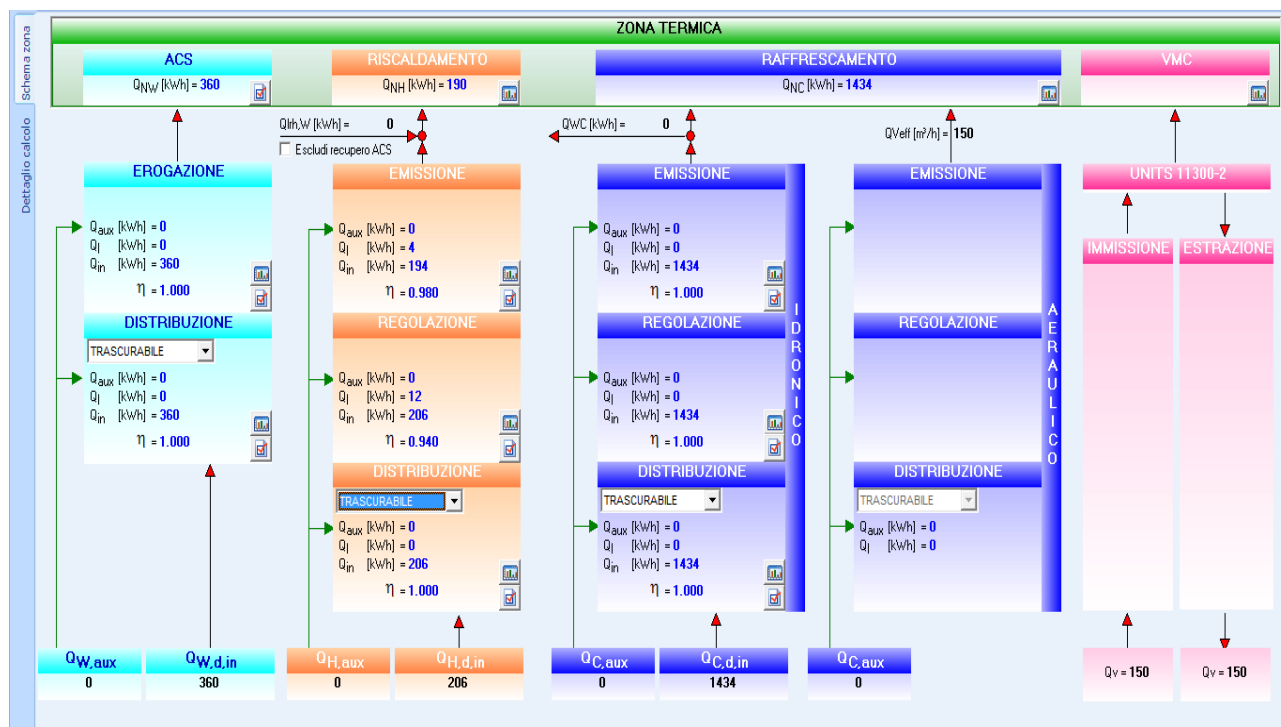 Schema zona
Dettaglio calcolo
ZONA TERMICA
ACS
QNW [kWh] = 360
RISCALDAMENTO
QNH [kWh] = 190
RAFFRESCAMENTO
QNC [kWh] = 1434
VMC
Qlrh,W [kWh] = 0
Escludi recupero ACS
QWC [kWh] = 0
QVeff [m³/h] = 150
EROGAZIONE
Qaux [kWh] = 0
Ql [kWh] = 0
Qin [kWh] = 360
η = 1.000
DISTRIBUZIONE
TRASCURABILE
Qaux [kWh] = 0
Ql [kWh] = 0
Qin [kWh] = 360
η = 1.000
EMISSIONE
Qaux [kWh] = 0
Ql [kWh] = 4
Qin [kWh] = 194
η = 0.980
REGOLAZIONE
Qaux [kWh] = 0
Ql [kWh] = 12
Qin [kWh] = 206
η = 0.940
DISTRIBUZIONE
TRASCURABILE
Qaux [kWh] = 0
Ql [kWh] = 0
Qin [kWh] = 206
η = 1.000
EMISSIONE
Qaux [kWh] = 0
Ql [kWh] = 0
Qin [kWh] = 1434
η = 1.000
REGOLAZIONE
Qaux [kWh] = 0
Ql [kWh] = 0
Qin [kWh] = 1434
η = 1.000
DISTRIBUZIONE
TRASCURABILE
Qaux [kWh] = 0
Ql [kWh] = 0
Qin [kWh] = 1434
η = 1.000
IDRONICO
EMISSIONE
REGOLAZIONE
DISTRIBUZIONE
TRASCURABILE
Qaux [kWh] = 0
Ql [kWh] = 0
AERAULICO
UNITS 11300-2
IMMISSIONE
ESTRAZIONE
QW,aux
0
QW,d,in
360
QH,aux
0
QH,d,in
206
QC,aux
0
QC,d,in
1434
QC,aux
0
Qv = 150
Qv = 150